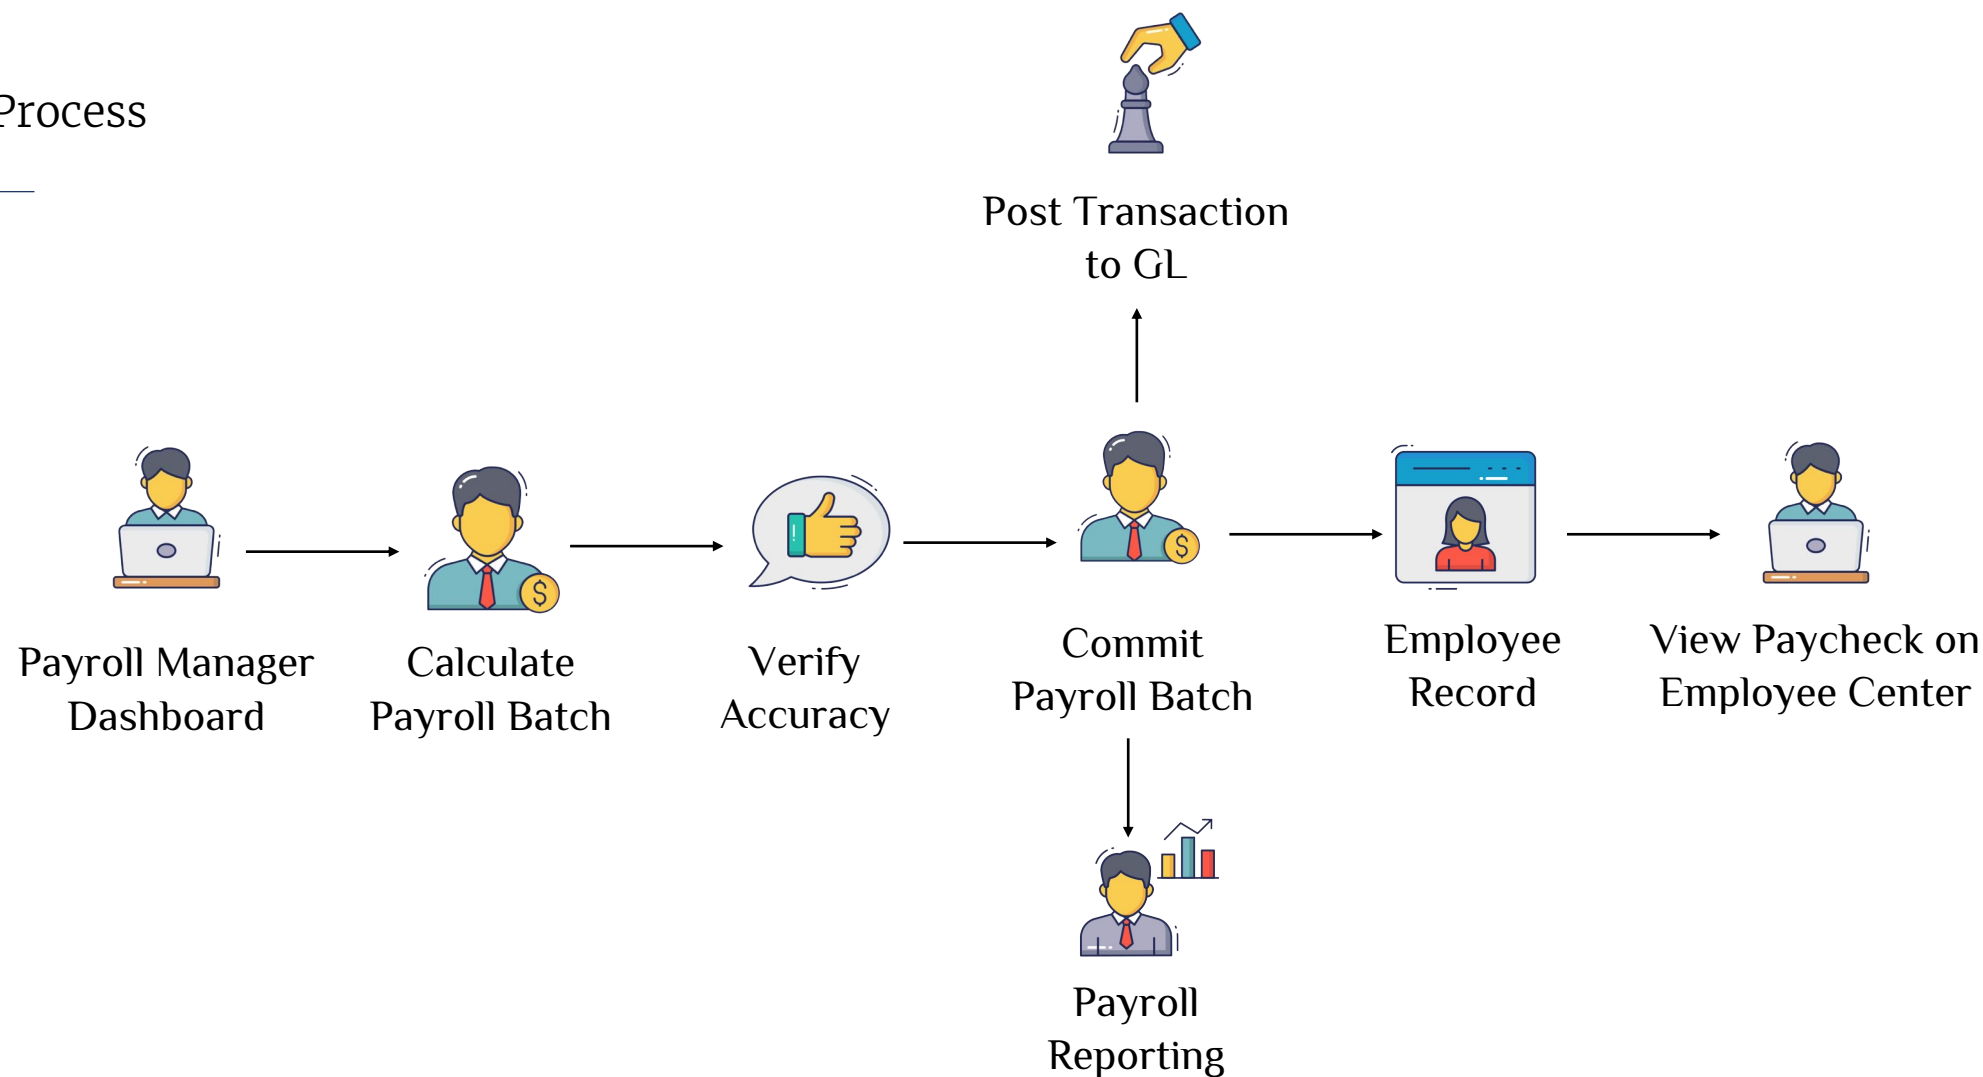 Process
Post Transaction
to GL
Payroll Manager
Dashboard
Calculate
Payroll Batch
Verify
Accuracy
Commit
Payroll Batch
Employee
Record
View Paycheck on
Employee Center
Payroll
Reporting